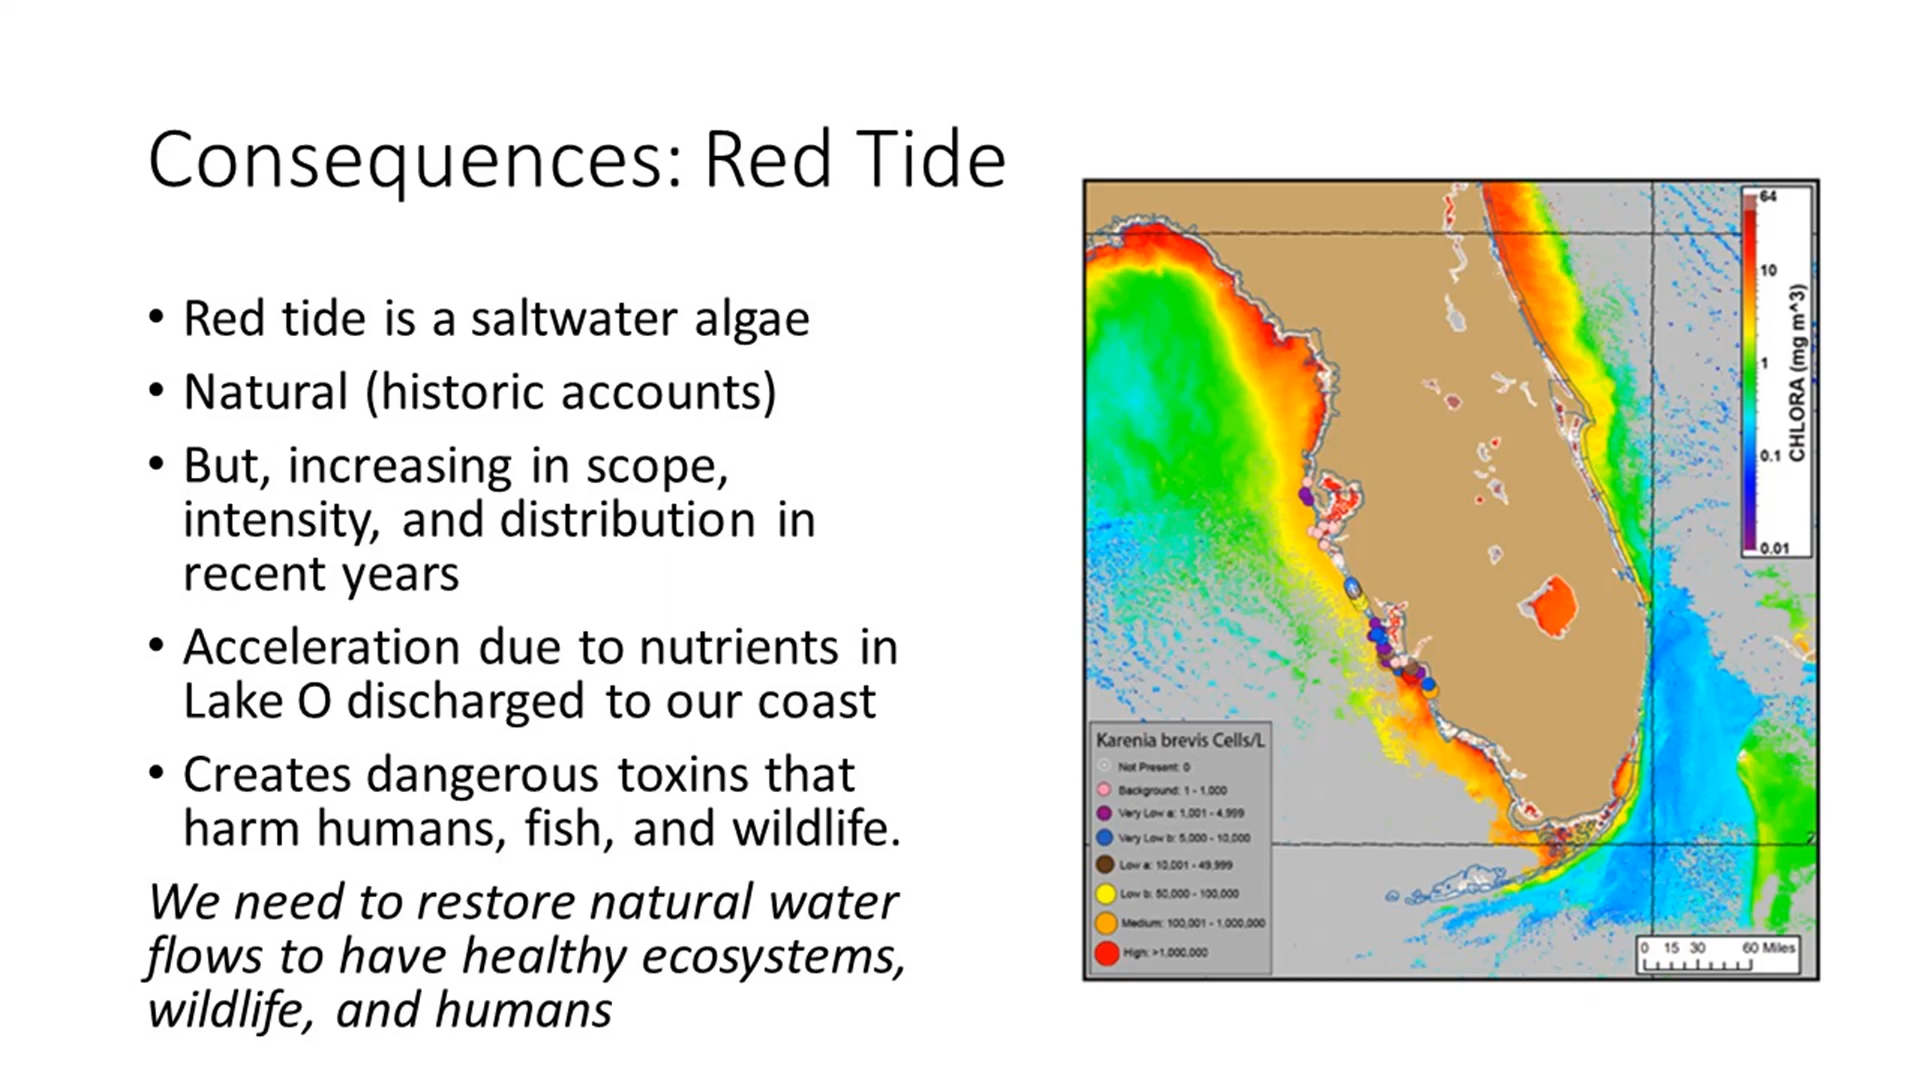 Consequences: Red Tide
• Red tide is a saltwater algae
• Natural (historic accounts)
• But, increasing in scope,
intensity, and distribution in
recent years
• Acceleration due to nutrients in
Lake O discharged to our coast
• Creates dangerous toxins that
harm humans, fish, and wildlife.
We need to restore natural water
flows to have healthy ecosystems,
wildlife, and humans
64
10
1
0.1
0.01
CHLORA (mg m^3)
Karenia brevis Cells/L
Not Present: 0
Background: 1 - 1,000
Very Low a: 1,001 - 4,999
Very Low b: 5,000 - 10,000
Low a: 10,001 - 49,999
Low b: 50,000 - 100,000
Medium: 100,001 - 1,000,000
High: >1,000,000
0 15 30 60 Miles